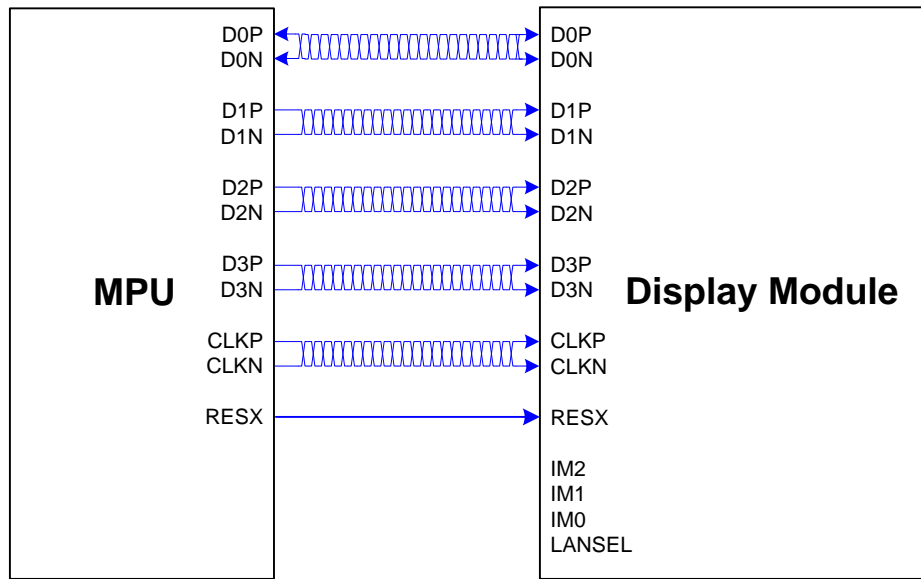 D0P
D0N
D1P
D1N
D2P
D2N
D3P
D3N
CLKP
CLKN
RESX
MPU
D0P
D0N
D1P
D1N
D2P
D2N
D3P
D3N
CLKP
CLKN
RESX
IM2
IM1
IM0
LANSEL
Display Module